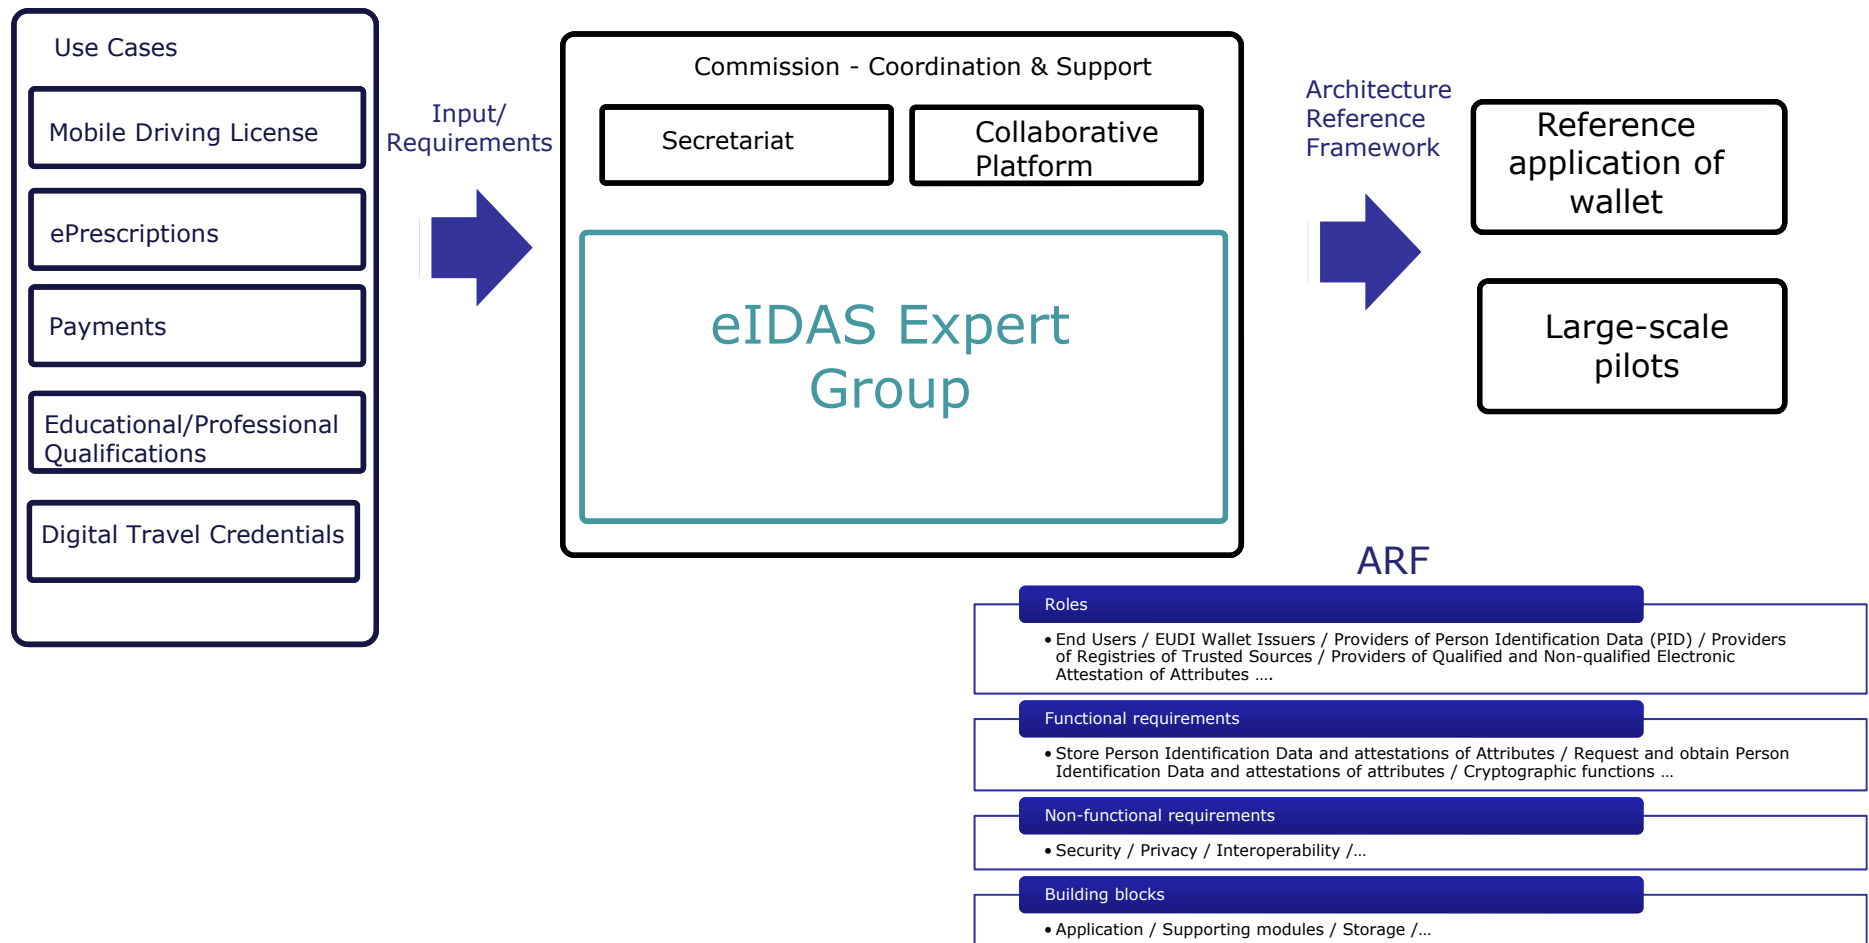 Use Cases
Mobile Driving License
ePrescriptions
Payments
Educational/Professional
Qualifications
Digital Travel Credentials
Input/
Requirements
Commission - Coordination & Support
Secretariat
Collaborative
Platform
eIDAS Expert
Group
Architecture
Reference
Framework
Reference
application of
wallet
Large-scale
pilots
ARF
Roles
• End Users / EUDI Wallet Issuers / Providers of Person Identification Data (PID) / Providers
of Registries of Trusted Sources / Providers of Qualified and Non-qualified Electronic
Attestation of Attributes ….
Functional requirements
• Store Person Identification Data and attestations of Attributes / Request and obtain Person
Identification Data and attestations of attributes / Cryptographic functions …
Non-functional requirements
• Security / Privacy / Interoperability /…
Building blocks
• Application / Supporting modules / Storage /…